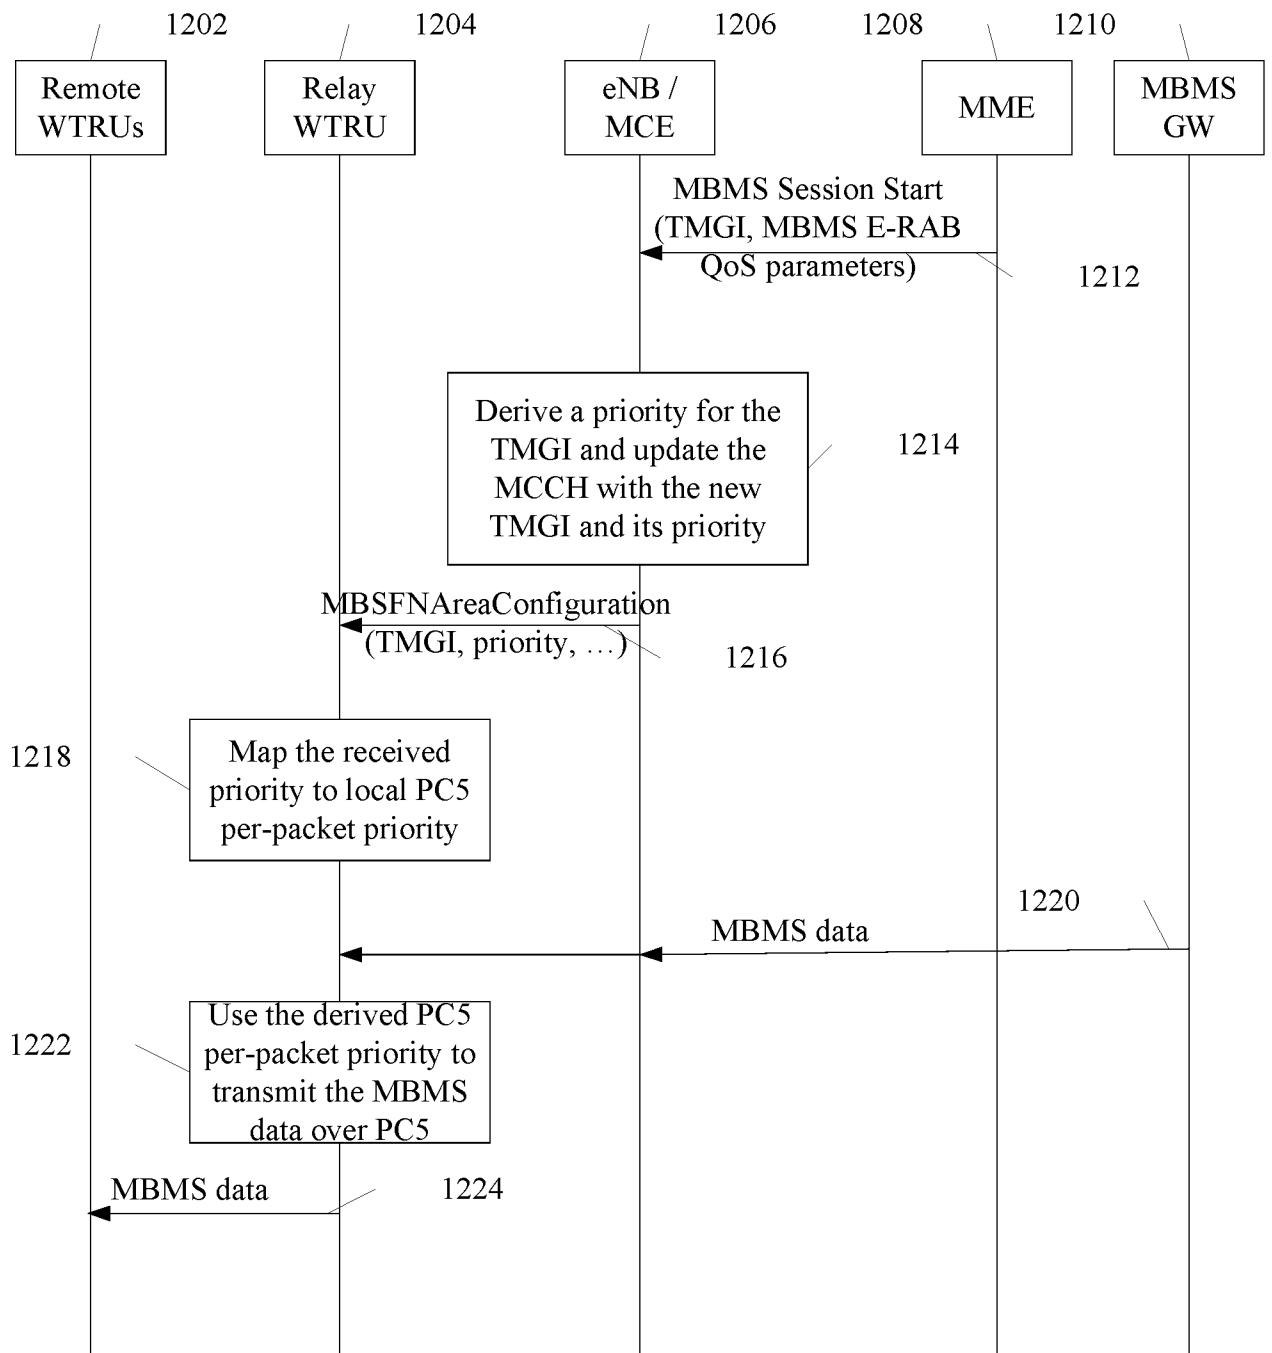 1202
1204
1206
1208
1210
Remote
WTRUs
Relay
WTRU
eNB /
MCE
MME
MBMS
GW
MBMS Session Start
(TMGI, MBMS E-RAB
QoS parameters)
1212
Derive a priority for the
TMGI and update the
MCCH with the new
TMGI and its priority
1214
MBSFNAreaConfiguration
(TMGI, priority, …)
1216
1218
Map the received
priority to local PC5
per-packet priority
1220
MBMS data
1222
Use the derived PC5
per-packet priority to
transmit the MBMS
data over PC5
MBMS data
1224